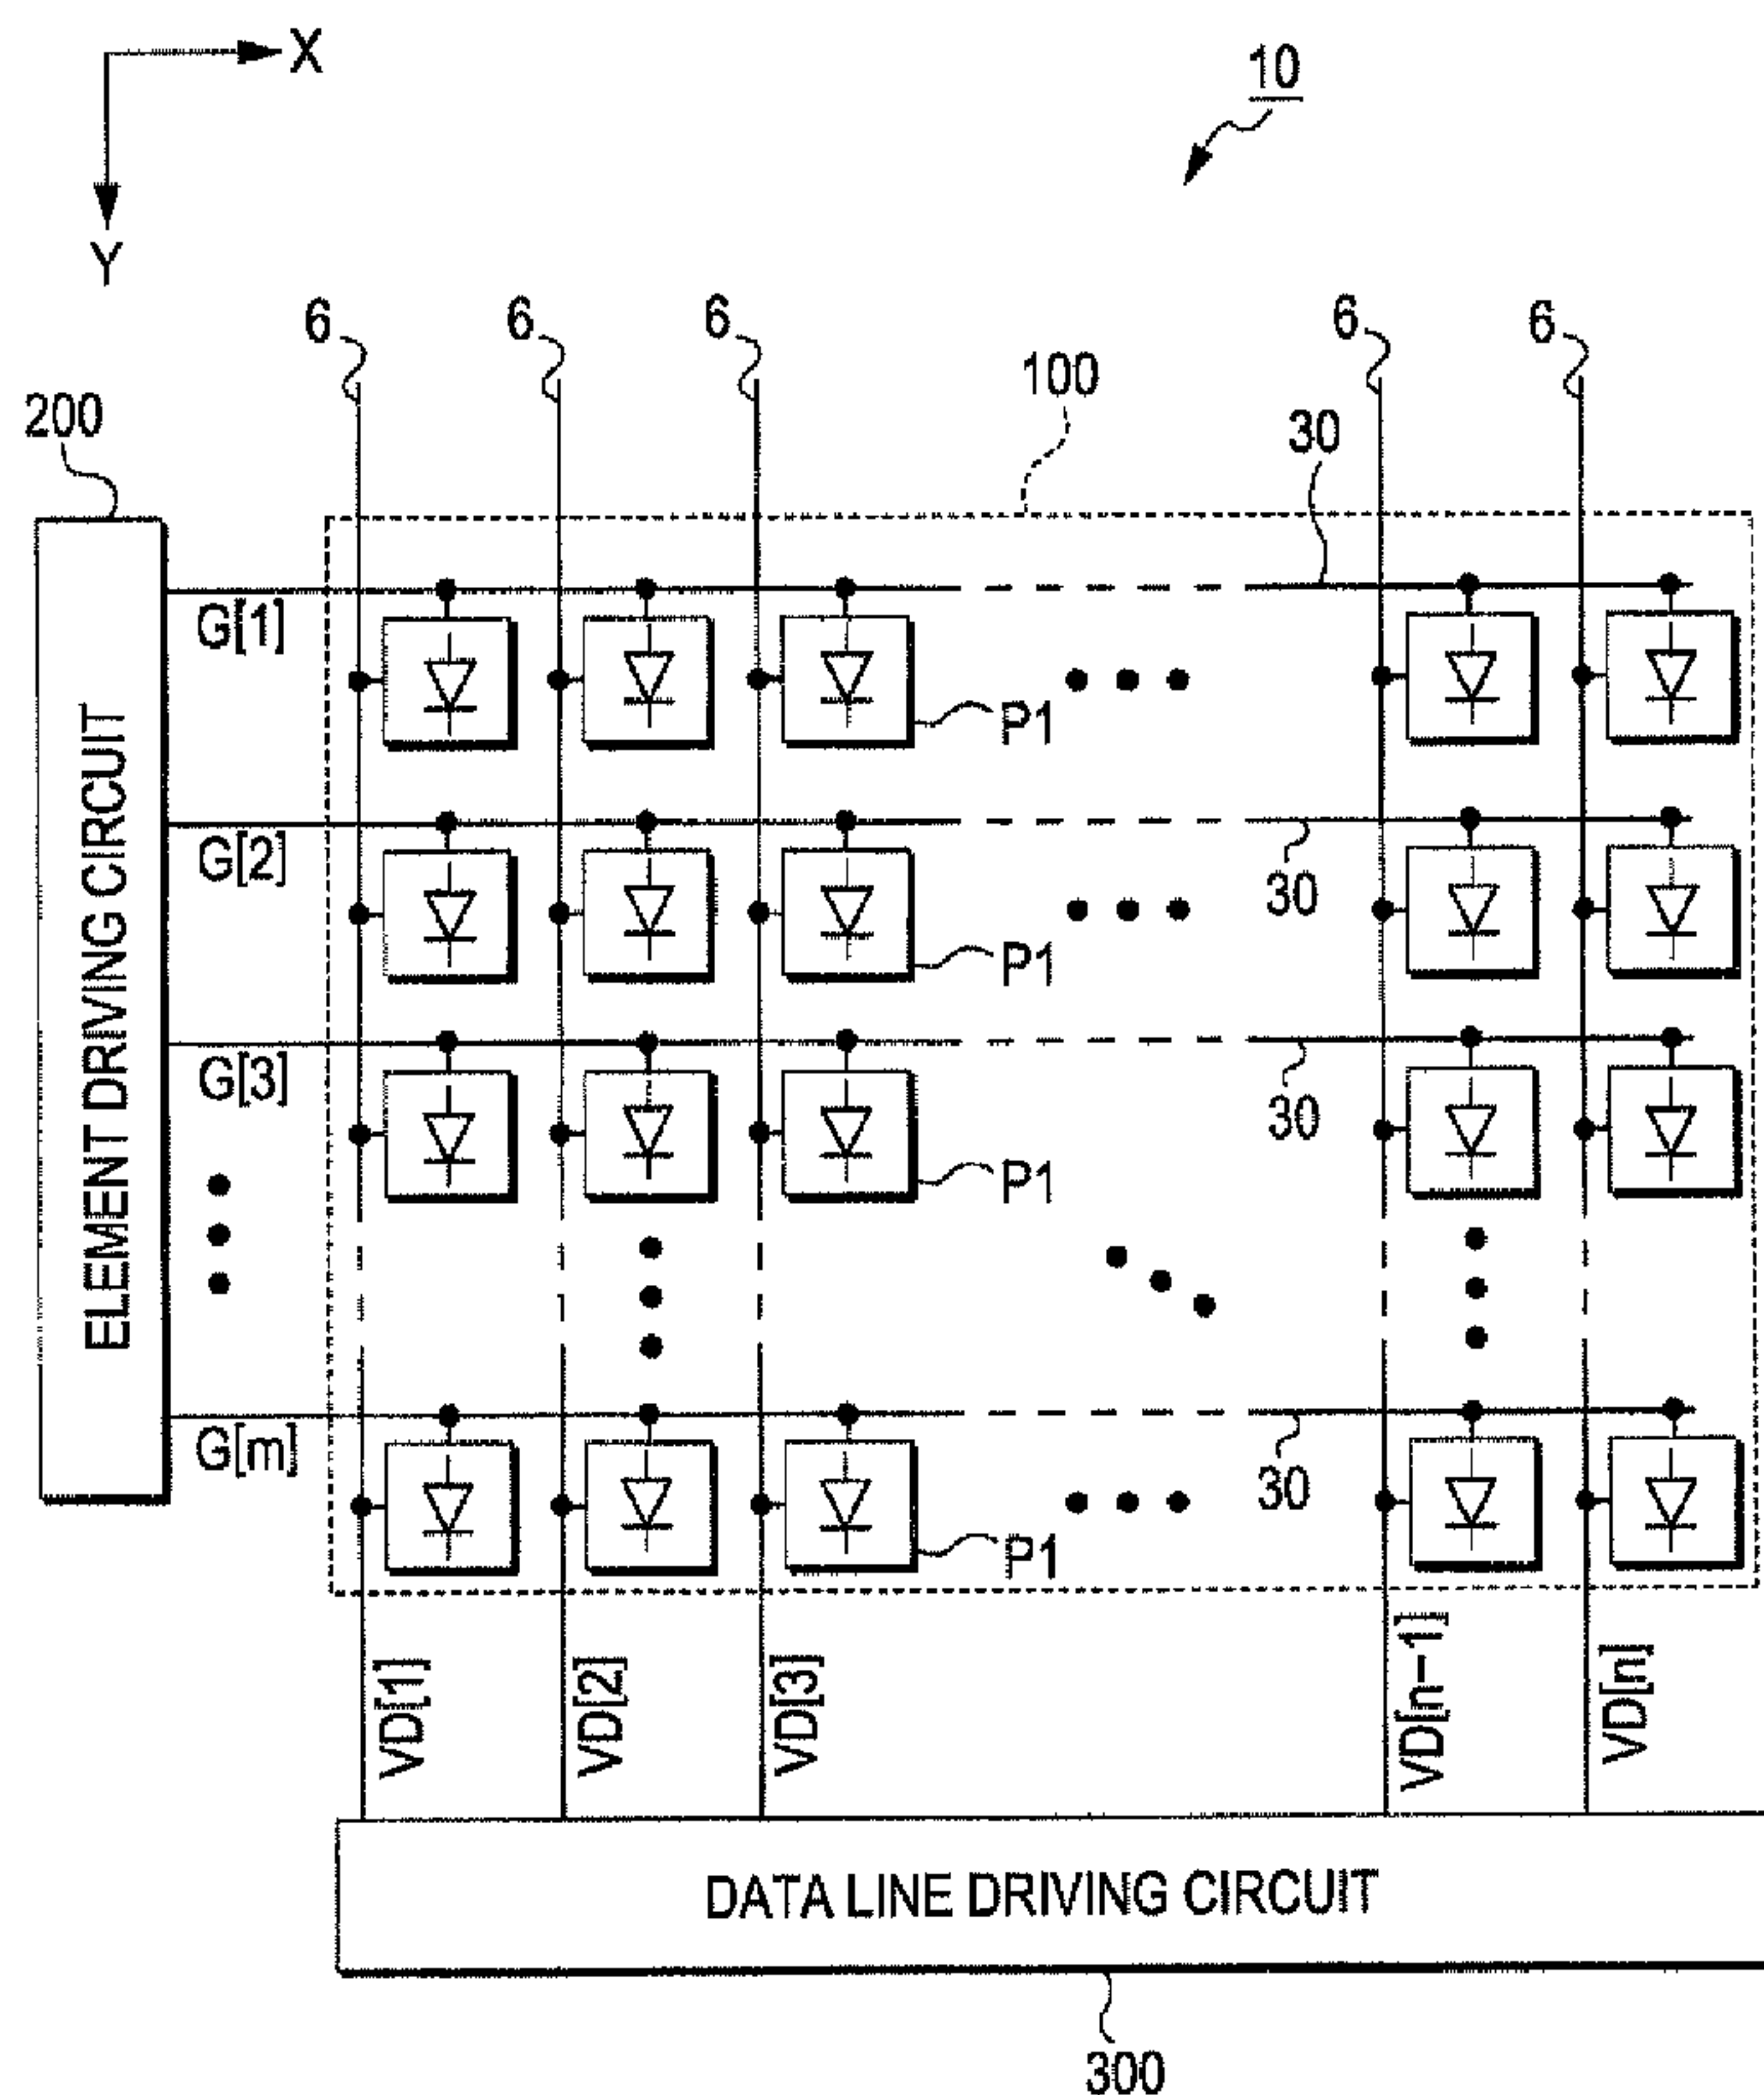 X
10
Y
6 6 6 6 6
200 100 30
G[1]
P1
G[2] 30
P1
G[3] 30
P1
ELEMENT DRIVING CIRCUIT
G[m] 30
P1
VD[1] VD[2] VD[3] VD[n-1] VD[n]
DATA LINE DRIVING CIRCUIT
300